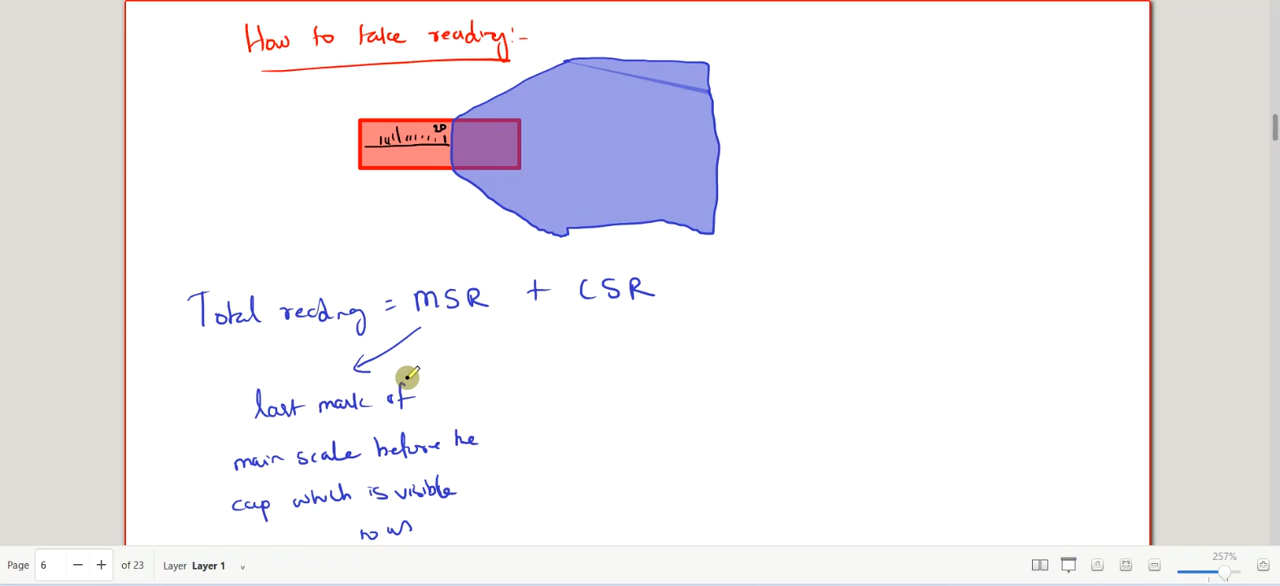 How to take reading:-
20
Total reading = MSR + CSR
last mark of
main scale before he
cap which is visible
to us
Page 6 of 23 Layer Layer 1
257%